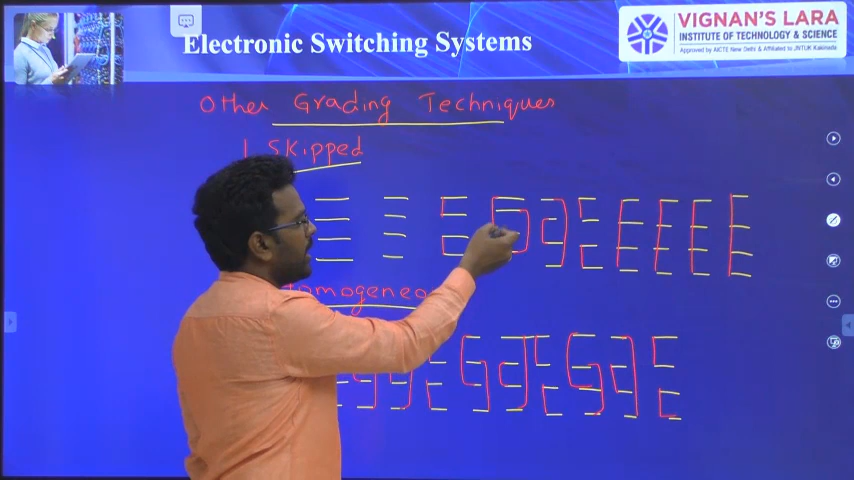 Electronic Switching Systems
VIGNAN'S LARA
INSTITUTE OF TECHNOLOGY & SCIENCE
Approved by AICTE New Delhi & Affiliated to JNTUK Kakinada
Other Grading Techniques
1 Skipped